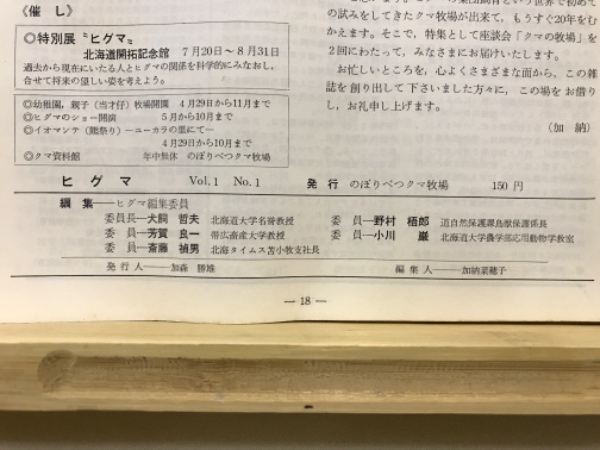 《催 し》
◎特別展 〝ヒグマ〟
北海道開拓記念館 7月20日～8月31日
過去から現在にいたる人とヒグマの関係を科学的にみなおし,
合せて将来の望しい姿を考えよう。
◎幼稚園, 親子(当才仔)牧場開園 4月29日から11月まで
◎ヒグマのショー開演 5月から10月まで
◎イオマンテ(熊祭り)―ユーカラの里にて―
4月29日から10月まで
◎クマ資料館 年中無休 のぼりべつクマ牧場
の試みをしてきたクマ牧場が出来て, もうすぐ20年をむ
かえます。そこで, 特集として座談会「クマの牧場」を
2回にわたって, みなさまにお届けいたします。
お忙しいところを, 心よくさまざまな面から, この雑
誌を創り出して下さいました方々に, この場をお借り
し, お礼申し上げます。
(加 納)
ヒグマ Vol.1 No.1 発 行 のぼりべつクマ牧場 150円
編 集――ヒグマ編集委員
委員長―犬飼 哲夫 北海道大学名誉教授 委 員―野村 梧郎 道自然保護課鳥獣保護係長
委 員―芳賀 良一 帯広畜産大学教授 委 員―小川 巌 北海道大学農学部応用動物学教室
委 員―斎藤 禎男 北海タイムス苫小牧支社長
発 行 人――加森 勝雄 編 集 人――加納菜穂子
― 18 ―